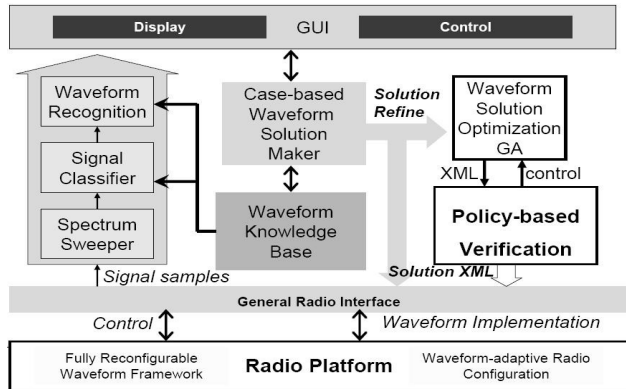 Display
GUI
Control
Waveform
Recognition
Signal
Classifier
Spectrum
Sweeper
Signal samples
Case-based
Waveform
Solution
Maker
Waveform
Knowledge
Base
Solution
Refine
Waveform
Solution
Optimization
GA
XML
control
Policy-based
Verification
Solution XML
General Radio Interface
Control
Waveform Implementation
Fully Reconfigurable
Waveform Framework
Radio Platform
Waveform-adaptive Radio
Configuration